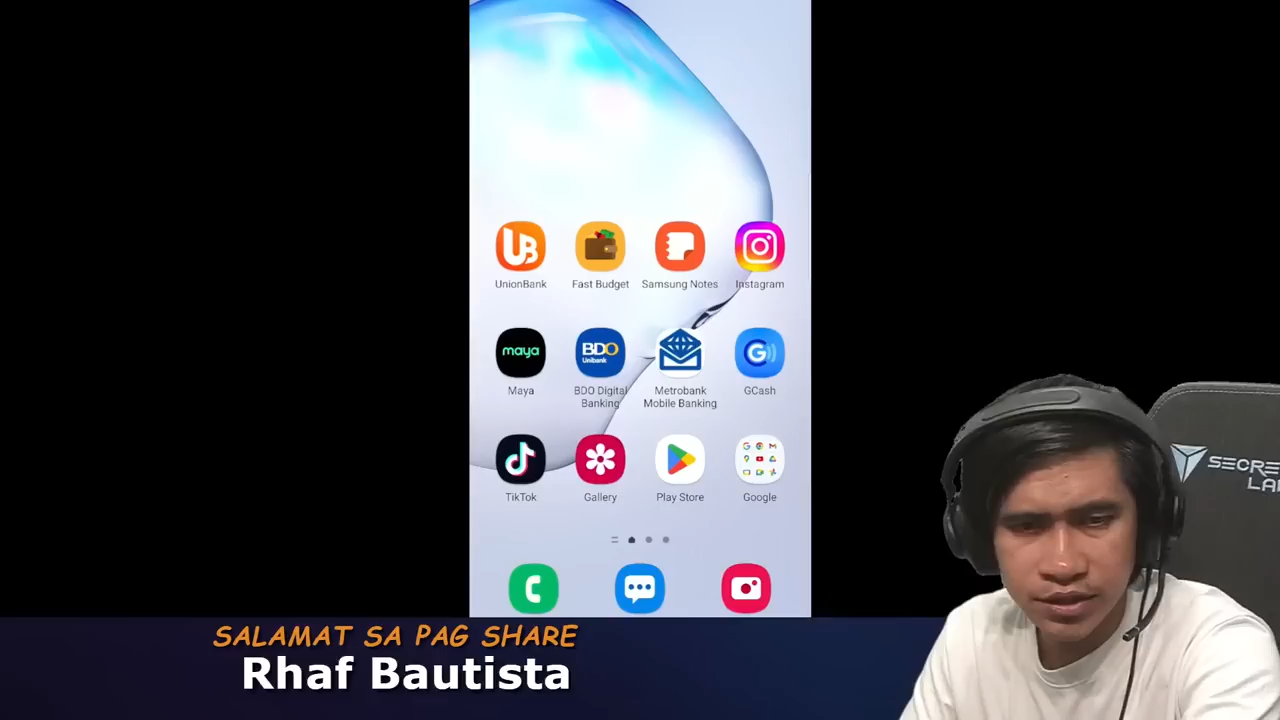 UB
UnionBank
Fast Budget
Samsung Notes
Instagram
maya
Maya
BDO
Unibank
BDO Digital
Banking
Metrobank
Mobile Banking
G
GCash
TikTok
Gallery
Play Store
Google
SALAMAT SA PAG SHARE
Rhaf Bautista